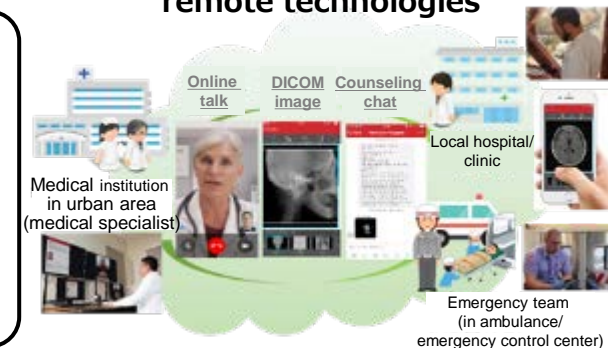 remote technologies
Online
talk
DICOM
image
Counseling
chat
Medical institution
in urban area
(medical specialist)
Local hospital/
clinic
Emergency team
(in ambulance/
emergency control center)